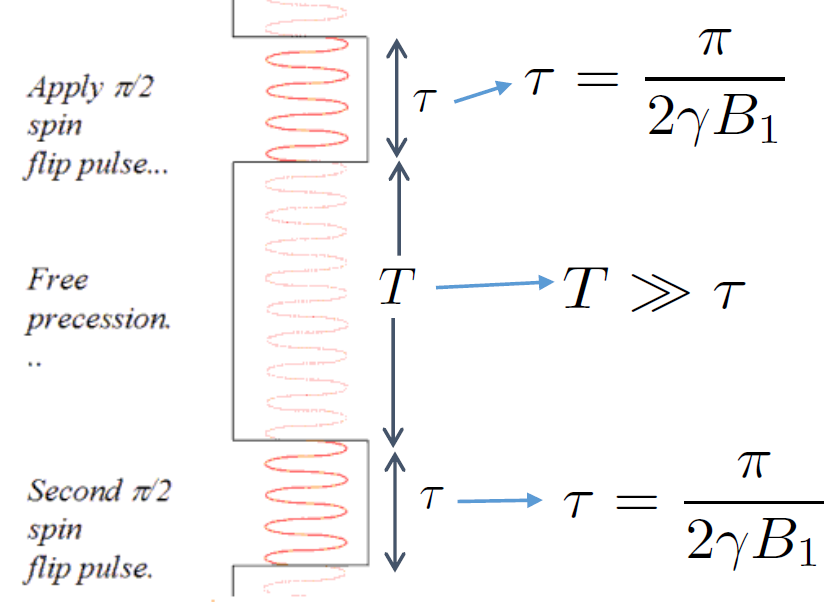 Apply π/2
spin
flip pulse...
τ
τ = π / 2γB₁
Free
precession.
..
T
T ≫ τ
Second π/2
spin
flip pulse.
τ
τ = π / 2γB₁